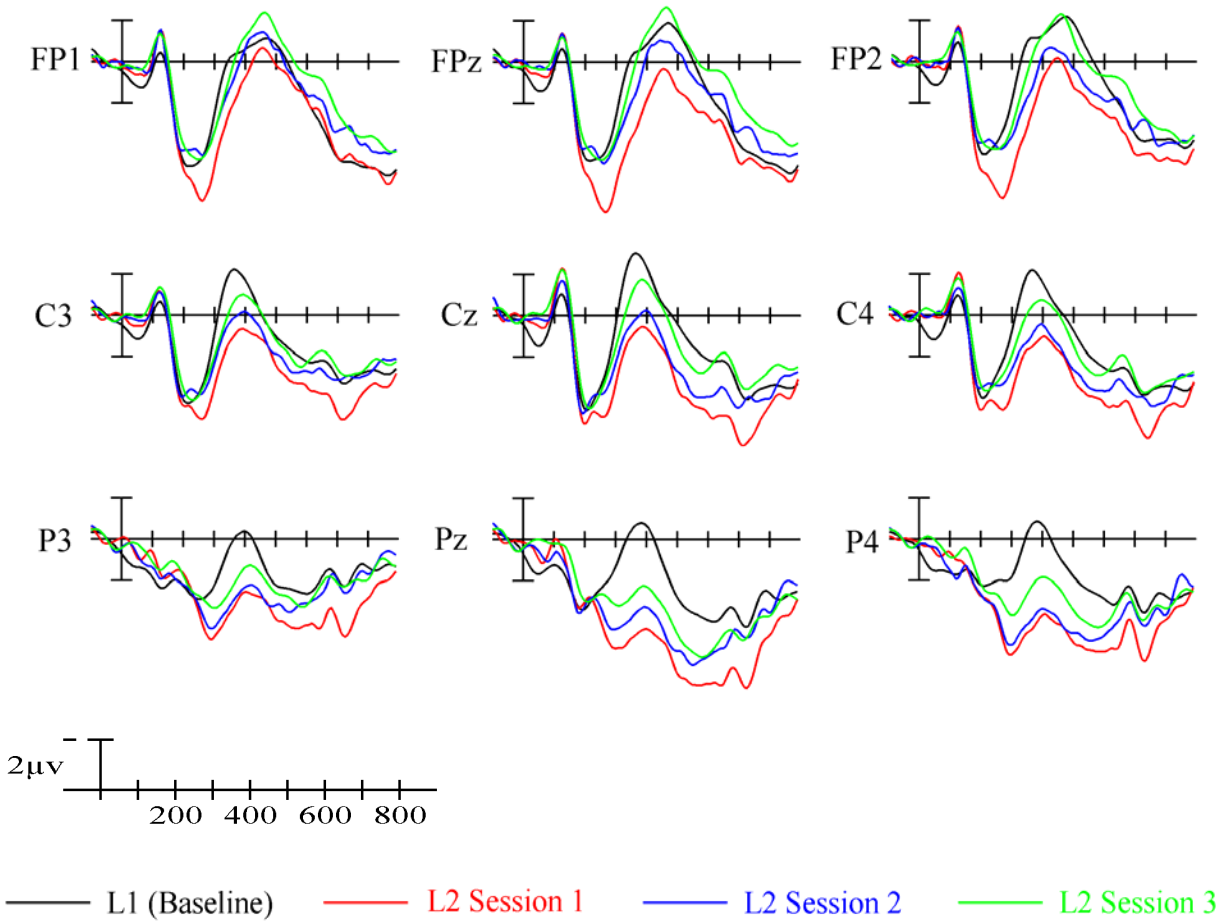 FP1 FPz FP2
C3 Cz C4
P3 Pz P4
2μv
200 400 600 800
L1 (Baseline) L2 Session 1 L2 Session 2 L2 Session 3